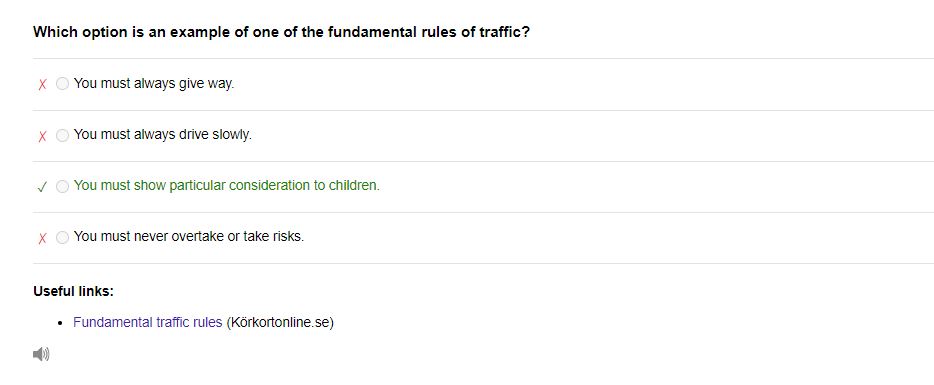 Which option is an example of one of the fundamental rules of traffic?
You must always give way.
You must always drive slowly.
You must show particular consideration to children.
You must never overtake or take risks.
Useful links:
Fundamental traffic rules (Körkortonline.se)